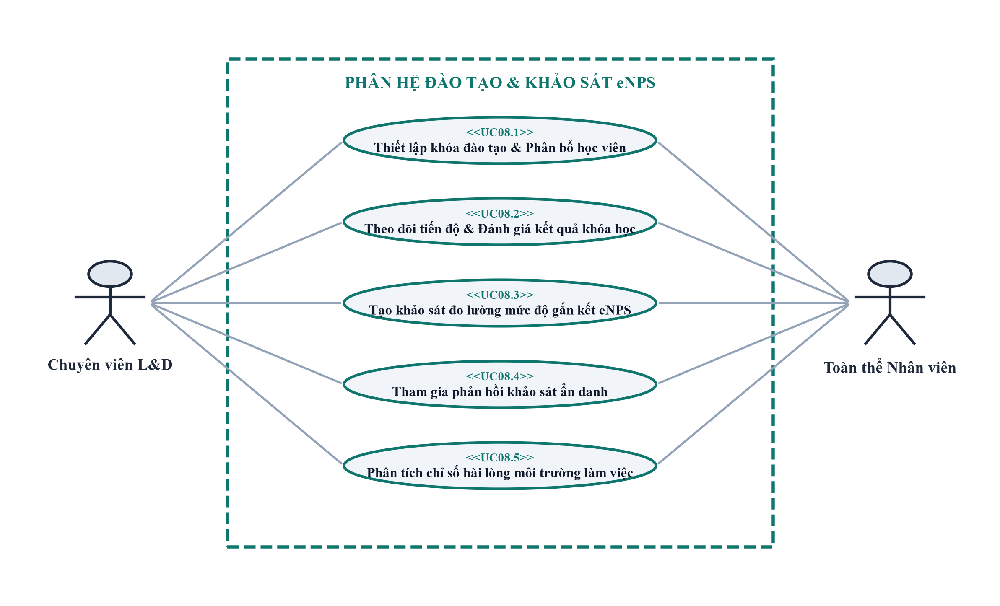 PHÂN HỆ ĐÀO TẠO & KHẢO SÁT eNPS
<<UC08.1>>
Thiết lập khóa đào tạo & Phân bổ học viên
<<UC08.2>>
Theo dõi tiến độ & Đánh giá kết quả khóa học
<<UC08.3>>
Tạo khảo sát đo lường mức độ gắn kết eNPS
Chuyên viên L&D
Toàn thể Nhân viên
<<UC08.4>>
Tham gia phản hồi khảo sát ẩn danh
<<UC08.5>>
Phân tích chỉ số hài lòng môi trường làm việc